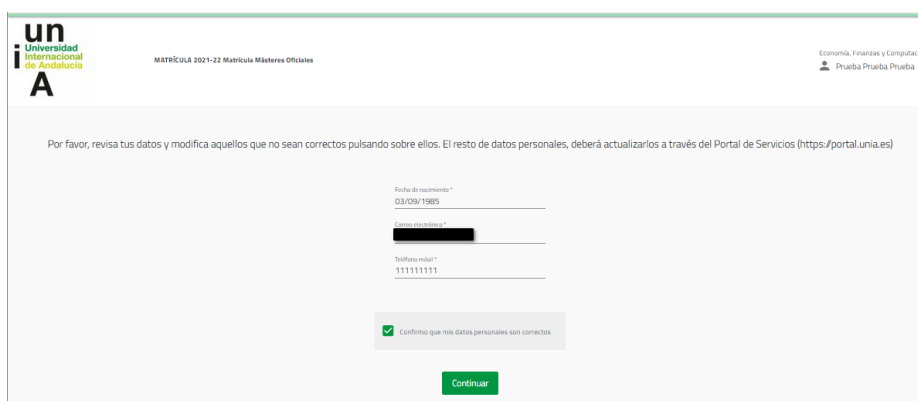 un
Universidad
Internacional
de Andalucía
i
A
MATRÍCULA 2021-22 Matrícula Másteres Oficiales
Economía, Finanzas y Computac
Prueba Prueba Prueba
Por favor, revisa tus datos y modifica aquellos que no sean correctos pulsando sobre ellos. El resto de datos personales, deberá actualizarlos a través del Portal de Servicios (https://portal.unia.es)
Fecha de nacimiento *
03/09/1985
Correo electrónico *
Teléfono móvil *
111111111
Confirmo que mis datos personales son correctos
Continuar